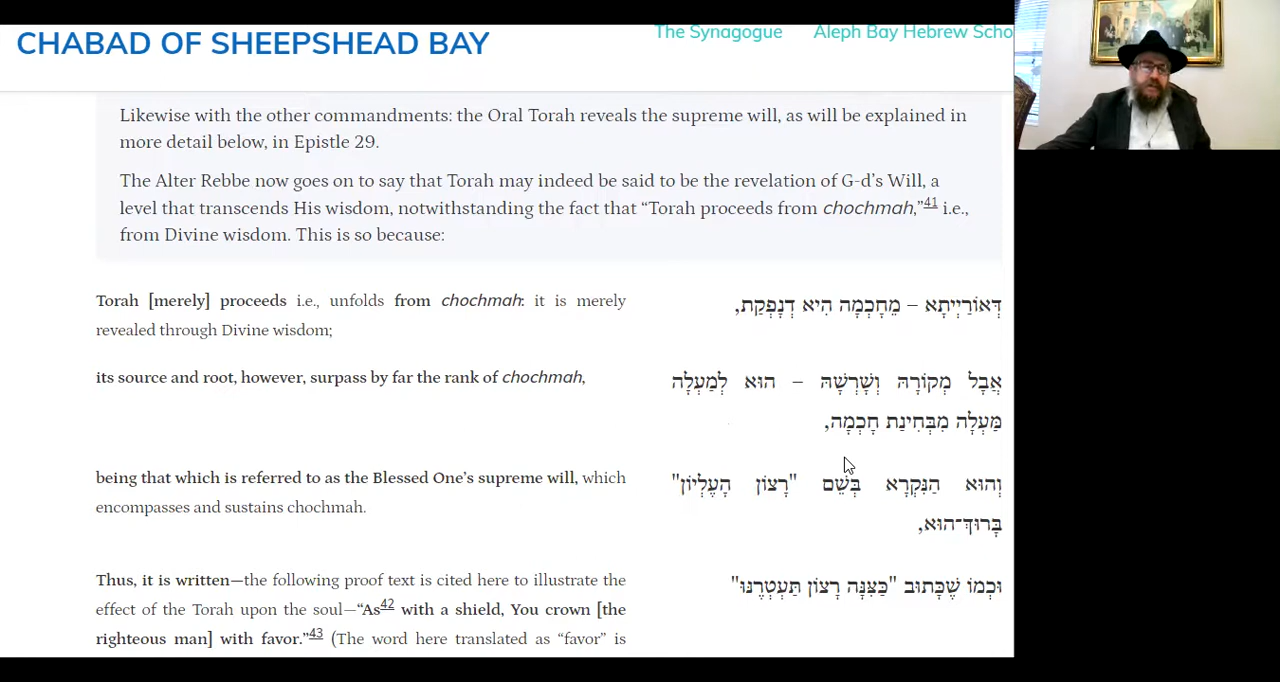 CHABAD OF SHEEPSHEAD BAY
The Synagogue
Aleph Bay Hebrew Scho
Likewise with the other commandments: the Oral Torah reveals the supreme will, as will be explained in
more detail below, in Epistle 29.
The Alter Rebbe now goes on to say that Torah may indeed be said to be the revelation of G-d’s Will, a
level that transcends His wisdom, notwithstanding the fact that “Torah proceeds from chochmah,”41 i.e.,
from Divine wisdom. This is so because:
Torah [merely] proceeds i.e., unfolds from chochmah: it is merely
revealed through Divine wisdom;
דְּאוֹרַיְיתָא – מֵחָכְמָה הִיא דְנָפְקַת,
its source and root, however, surpass by far the rank of chochmah,
אֲבָל מְקוֹרָהּ וְשָׁרְשָׁהּ – הוּא לְמַעְלָה
מַּעְלָה מִבְּחִינַת חָכְמָה,
being that which is referred to as the Blessed One’s supreme will, which
encompasses and sustains chochmah.
וְהוּא הַנִּקְרָא בְּשֵׁם "רָצוֹן הָעֶלְיוֹן"
בָּרוּךְ־הוּא,
Thus, it is written—the following proof text is cited here to illustrate the
effect of the Torah upon the soul—“As42 with a shield, You crown [the
righteous man] with favor.”43 (The word here translated as “favor” is
וּכְמוֹ שֶׁכָּתוּב "כַּצִּנָּה רָצוֹן תַּעְטְרֶנּוּ"